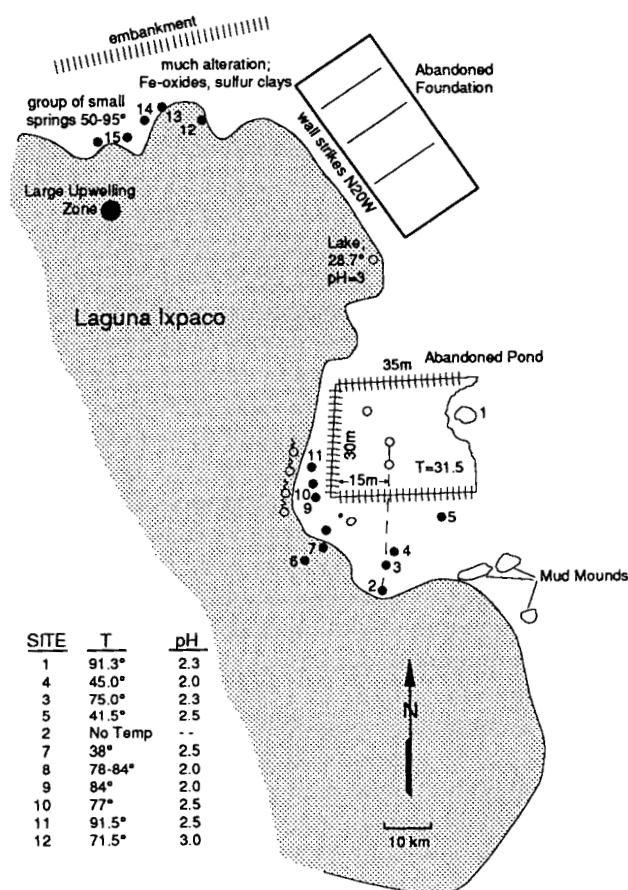 embankment
much alteration;
Fe-oxides, sulfur clays
Abandoned
Foundation
group of small
springs 50-95°
14
13
12
15
wall strikes N20W
Large Upwelling
Zone
Lake,
28.7°
pH=3
Laguna Ixpaco
35m
Abandoned Pond
1
30m
11
T=31.5
15m
10
9
5
7
4
6
3
2
Mud Mounds
SITE T pH
1 91.3° 2.3
4 45.0° 2.0
3 75.0° 2.3
5 41.5° 2.5
2 No Temp - -
7 38° 2.5
8 78-84° 2.0
9 84° 2.0
10 77° 2.5
11 91.5° 2.5
12 71.5° 3.0
N
10 km